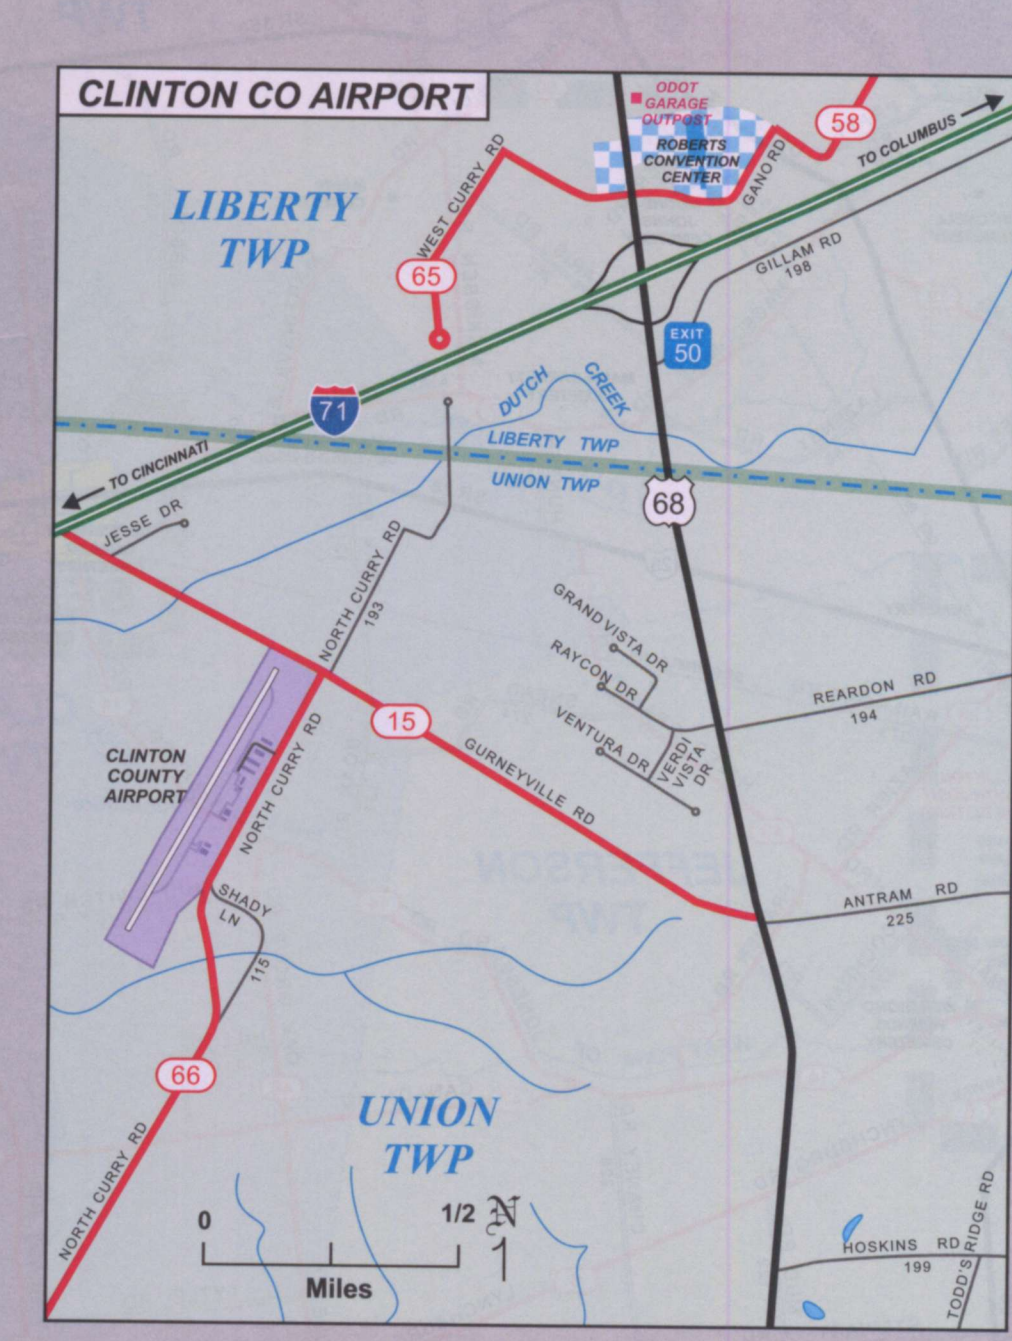 CLINTON CO AIRPORT
ODOT
GARAGE
OUTPOST
ROBERTS
CONVENTION
CENTER
58
TO COLUMBUS
GANO RD
WEST CURRY RD
LIBERTY
TWP
65
GILLAM RD
198
EXIT
50
71
DUTCH CREEK
LIBERTY TWP
UNION TWP
TO CINCINNATI
68
JESSE DR
NORTH CURRY RD
193
GRAND VISTA DR
RAYCON DR
VENTURA DR
VERDI
VISTA
DR
REARDON RD
194
15
GURNEYVILLE RD
CLINTON
COUNTY
AIRPORT
NORTH CURRY RD
SHADY
LN
115
ANTRAM RD
225
66
UNION
TWP
NORTH CURRY RD
0 1/2
N
Miles
HOSKINS RD
199
TODD'S RIDGE RD